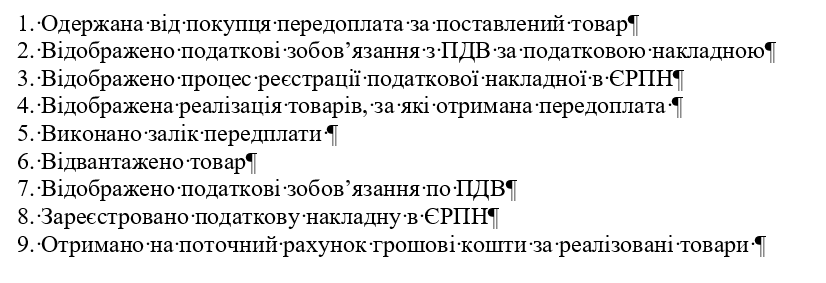 1. Одержана від покупця передоплата за поставлений товар¶
2. Відображено податкові зобов’язання з ПДВ за податковою накладною¶
3. Відображено процес реєстрації податкової накладної в ЄРПН¶
4. Відображена реалізація товарів, за які отримана передоплата ¶
5. Виконано залік передплати ¶
6. Відвантажено товар¶
7. Відображено податкові зобов’язання по ПДВ¶
8. Зареєстровано податкову накладну в ЄРПН¶
9. Отримано на поточний рахунок грошові кошти за реалізовані товари ¶